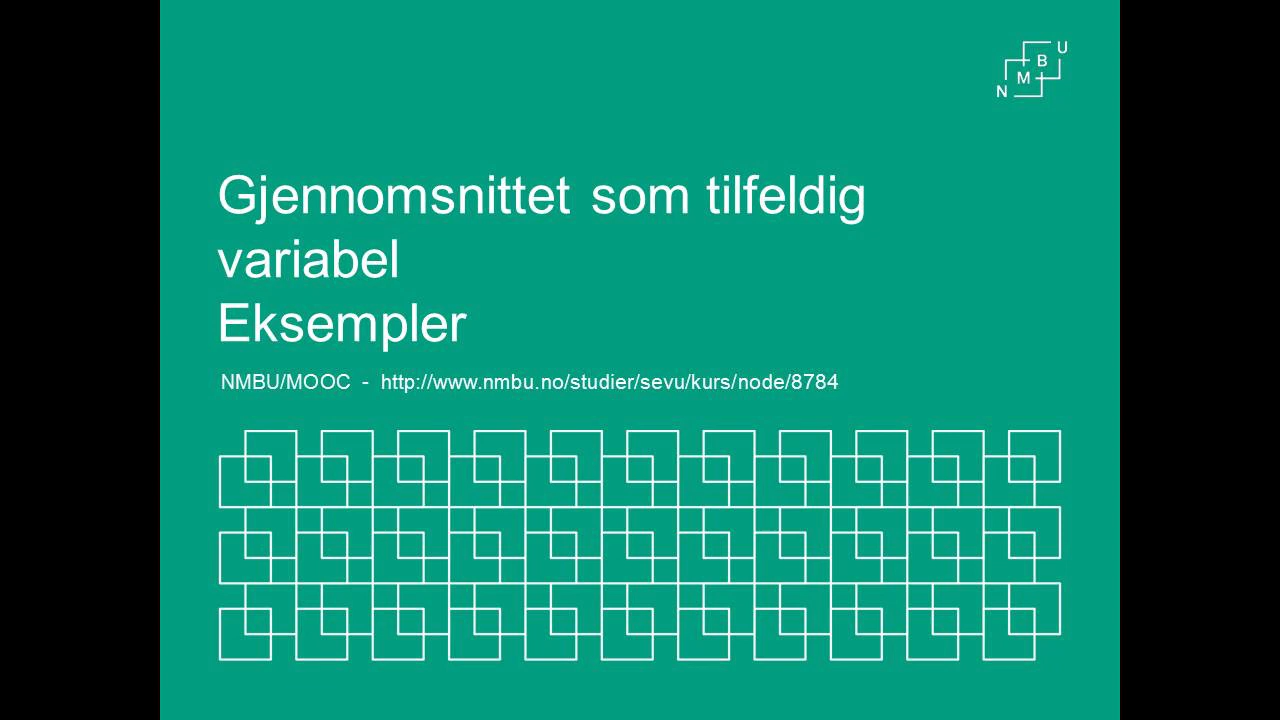 U
B
M
N
Gjennomsnittet som tilfeldig
variabel
Eksempler
NMBU/MOOC - http://www.nmbu.no/studier/sevu/kurs/node/8784